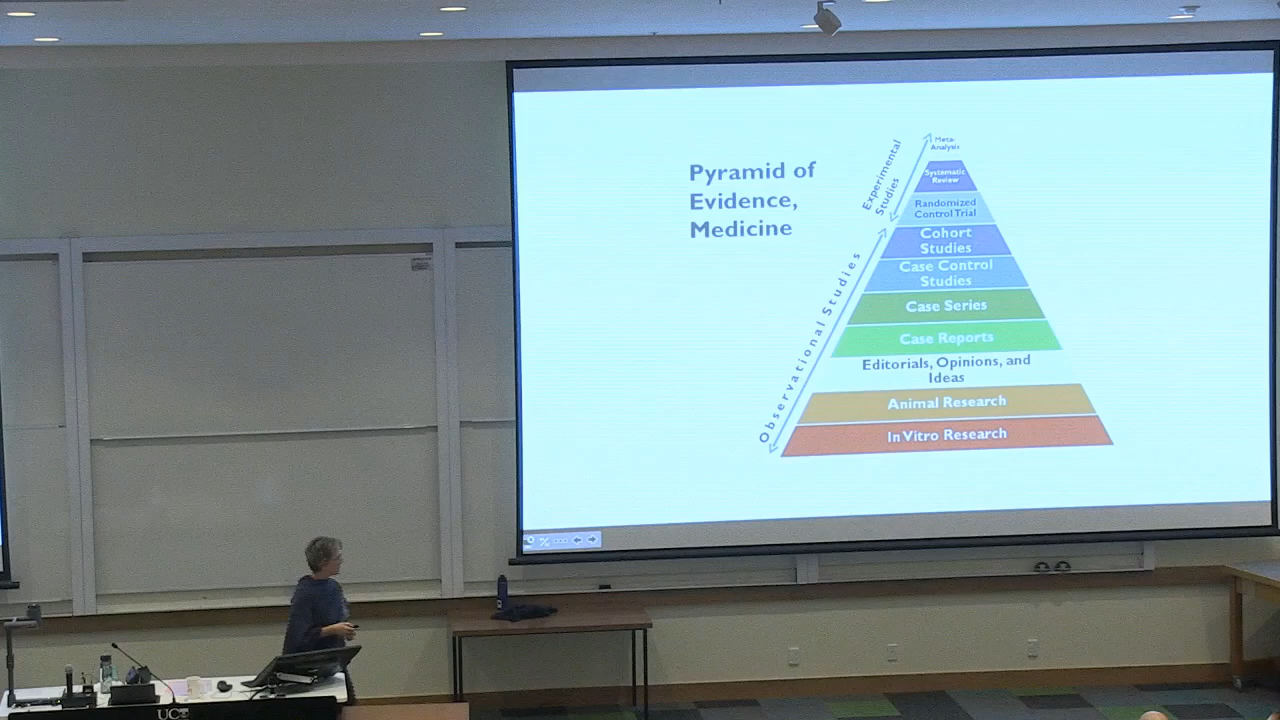 Pyramid of
Evidence,
Medicine
Experimental
Studies
Observational Studies
Meta-
Analysis
Systematic
Review
Randomized
Control Trial
Cohort
Studies
Case Control
Studies
Case Series
Case Reports
Editorials, Opinions, and
Ideas
Animal Research
In Vitro Research
UC